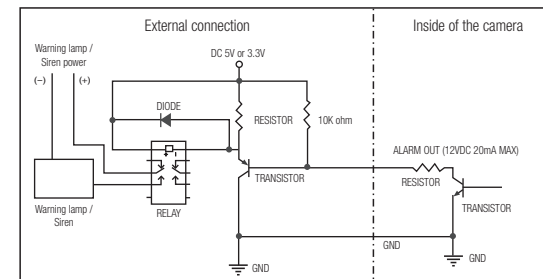 External connection
Inside of the camera
Warning lamp /
Siren power
(−)
(+)
DC 5V or 3.3V
DIODE
RESISTOR
10K ohm
ALARM OUT (12VDC 20mA MAX)
RESISTOR
TRANSISTOR
TRANSISTOR
Warning lamp /
Siren
RELAY
GND
GND
GND